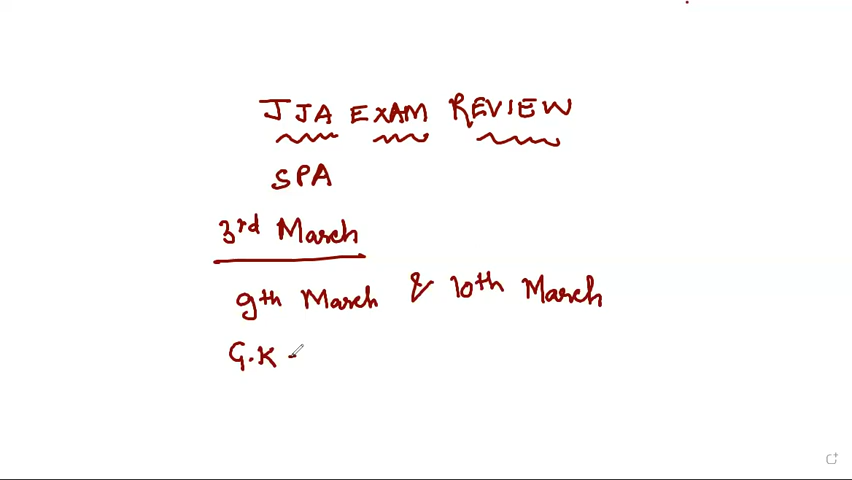 JJA EXAM REVIEW
SPA
3rd March
9th March & 10th March
G.K -